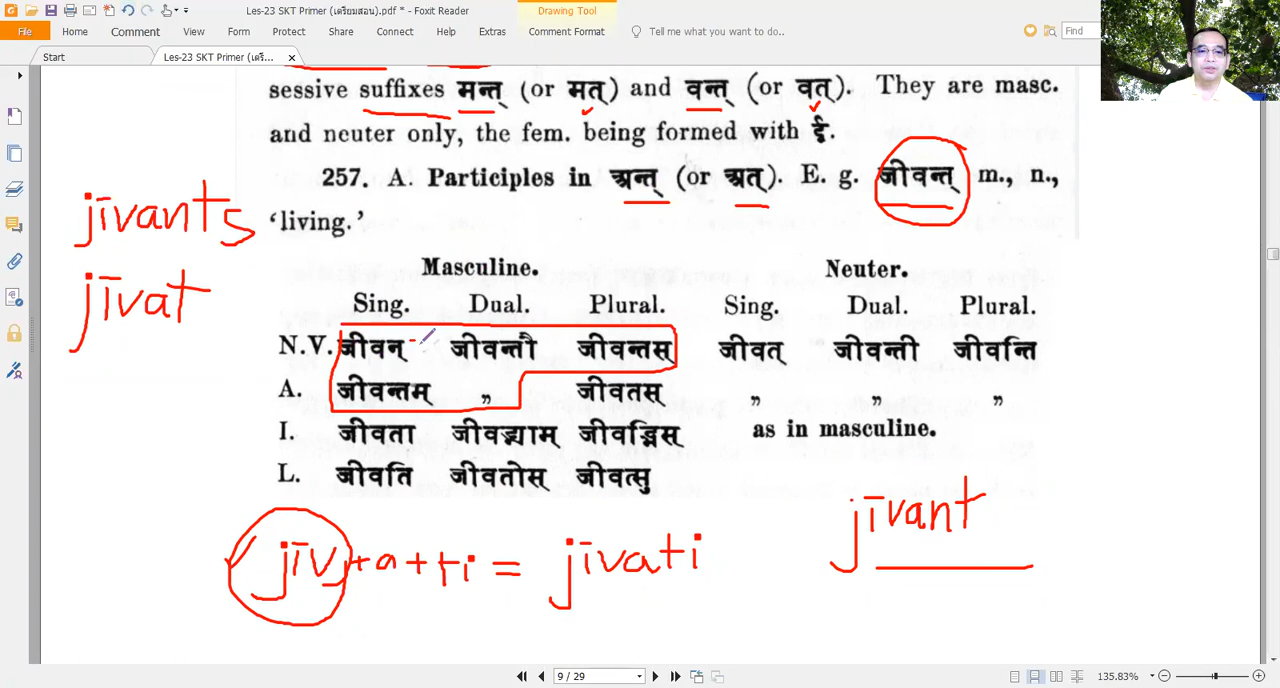 Les-23 SKT Primer (เตรียมสอน).pdf * - Foxit Reader
Drawing Tool
File Home Comment View Form Protect Share Connect Help Extras Comment Format Tell me what you want to do.. Find
Start Les-23 SKT Primer (เตรี... ×
sessive suffixes मन्त् (or मत्) and वन्त् (or वत्). They are masc.
and neuter only, the fem. being formed with ई.
257. A. Participles in अन्त् (or अत्). E. g. जीवन्त् m., n.,
'living.'
jīvants
jīvat
Masculine. Neuter.
Sing. Dual. Plural. Sing. Dual. Plural.
N.V. जीवन् जीवन्तौ जीवन्तस् जीवत् जीवन्ती जीवन्ति
A. जीवन्तम् „ जीवतस् „ „ „
I. जीवता जीवद्भ्याम् जीवद्भिस् as in masculine.
L. जीवति जीवतोस् जीवत्सु
jīvant
jīv+a+ti = jīvati
9 / 29 135.83%